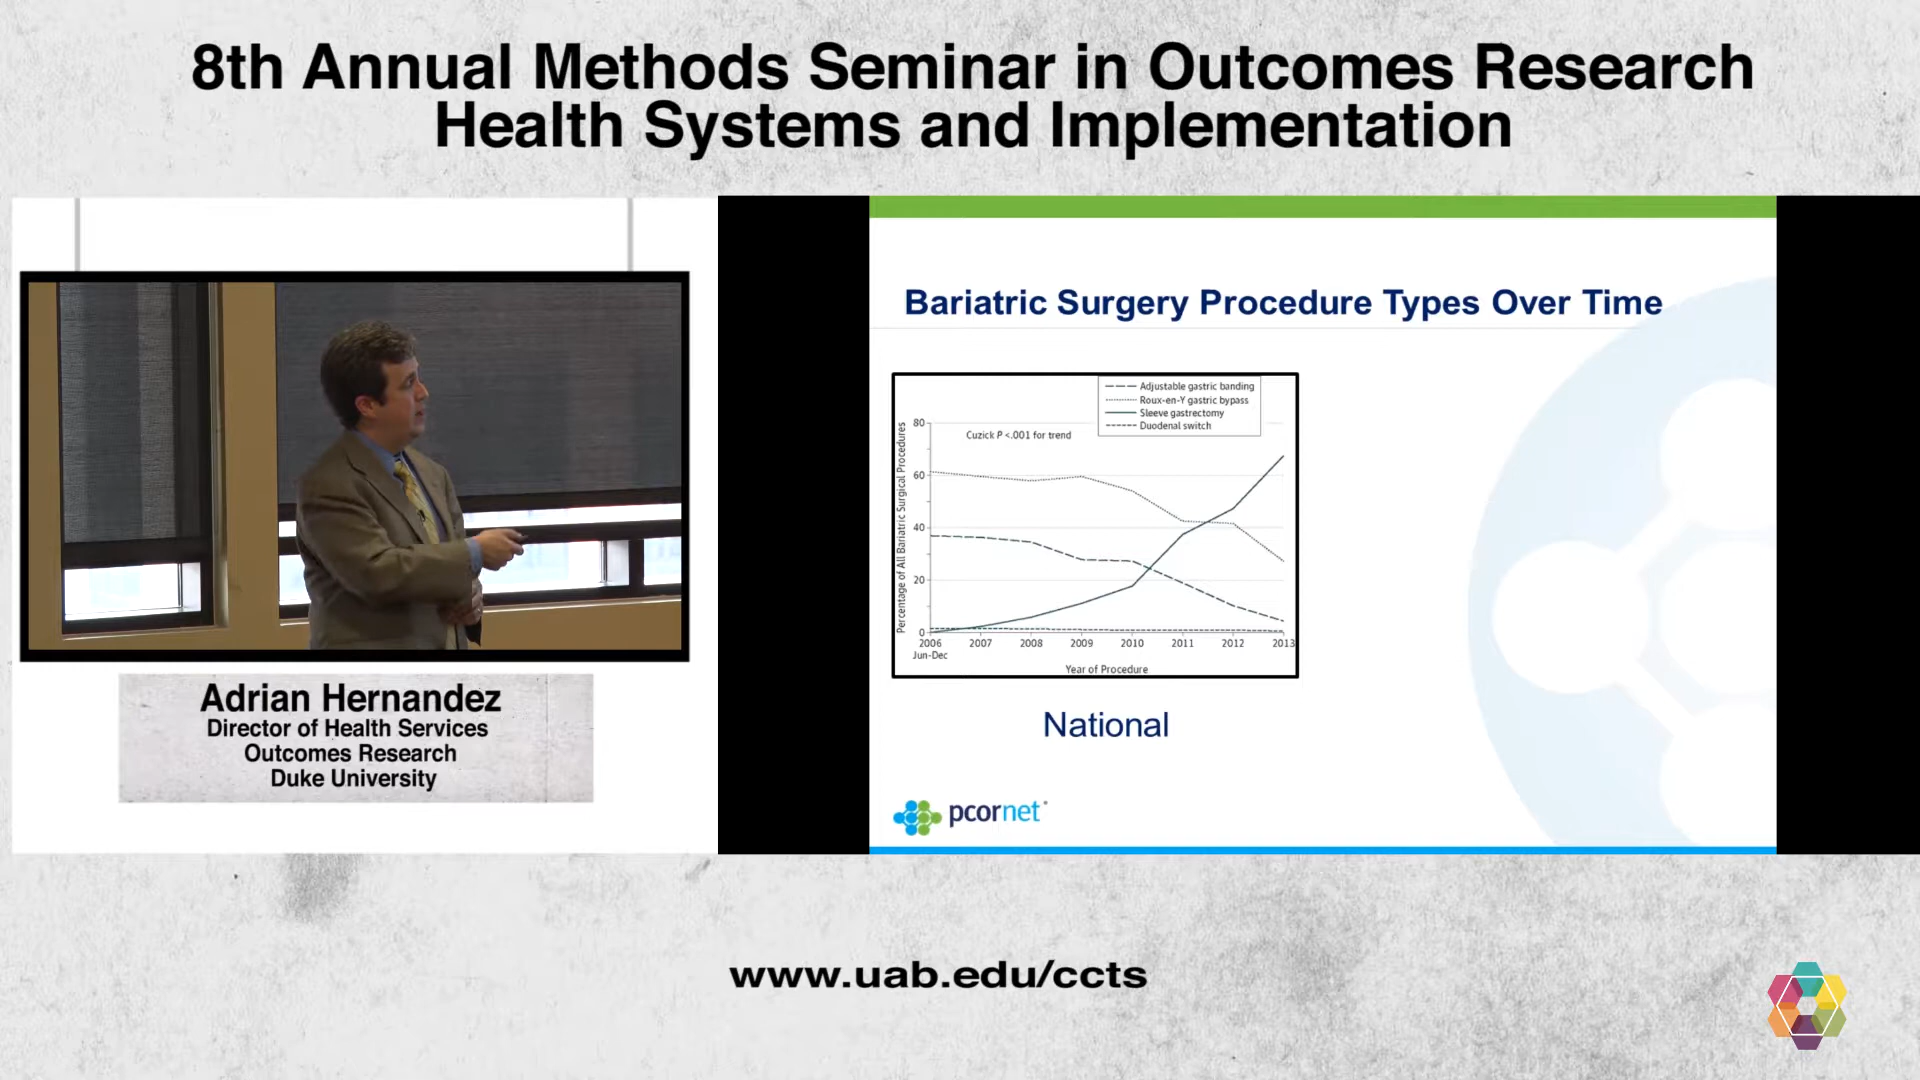 8th Annual Methods Seminar in Outcomes Research
Health Systems and Implementation
Adrian Hernandez
Director of Health Services
Outcomes Research
Duke University
Bariatric Surgery Procedure Types Over Time
Adjustable gastric banding
Roux-en-Y gastric bypass
Sleeve gastrectomy
Duodenal switch
Cuzick P <.001 for trend
Percentage of All Bariatric Surgical Procedures
80
60
40
20
0
2006 2007 2008 2009 2010 2011 2012 2013
Jun-Dec
Year of Procedure
National
pcornet
www.uab.edu/ccts